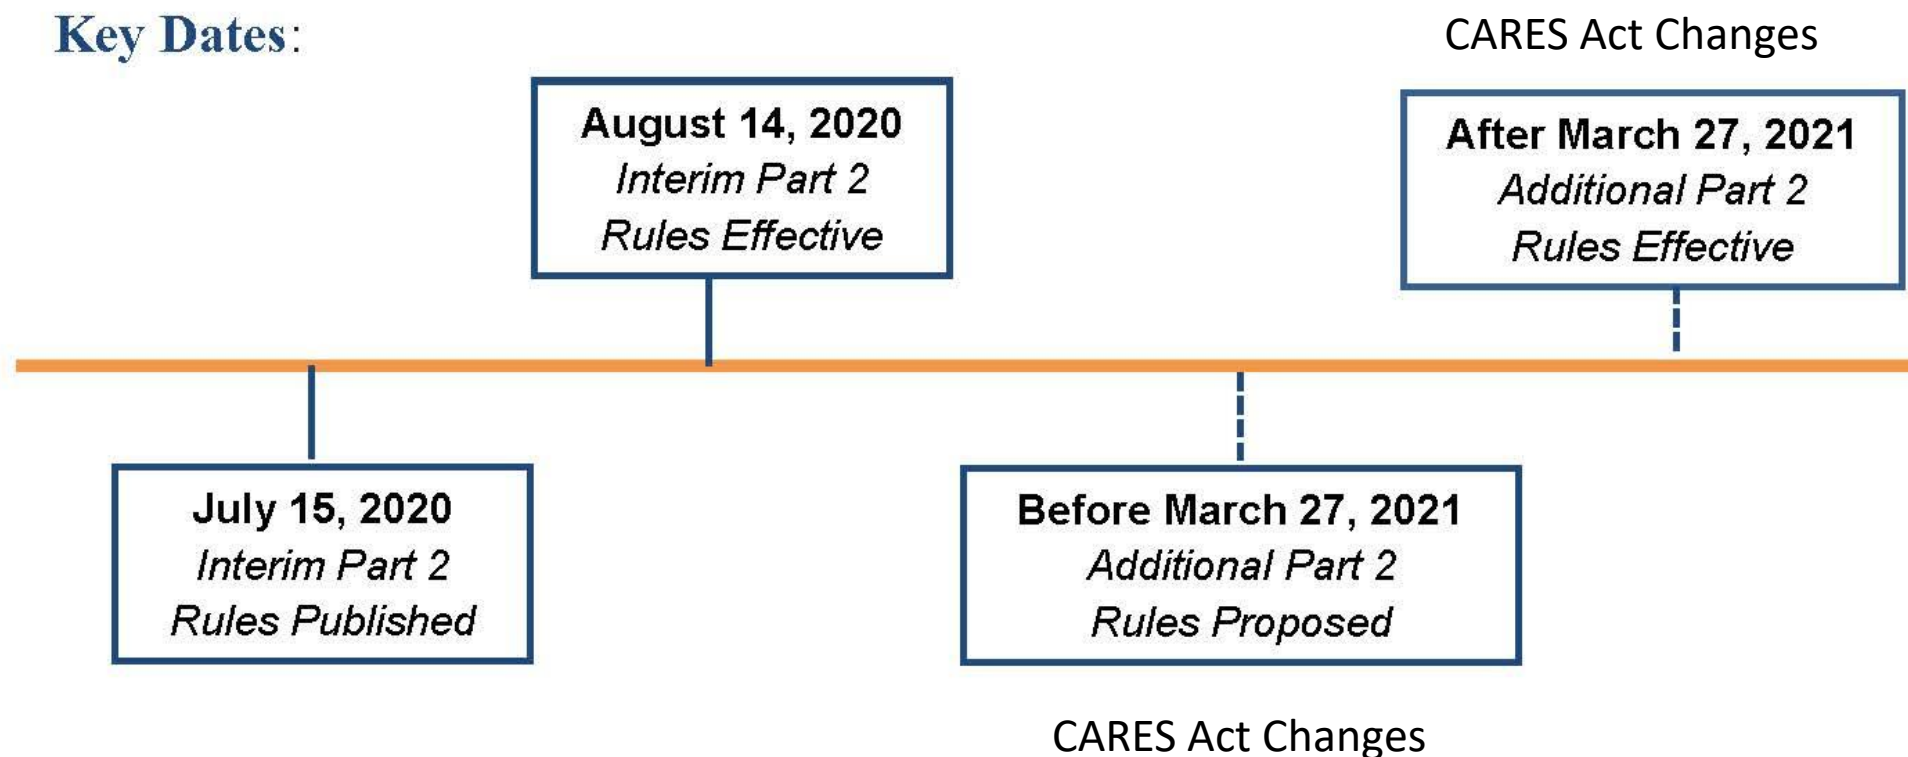 Key Dates:
CARES Act Changes
August 14, 2020
Interim Part 2
Rules Effective
After March 27, 2021
Additional Part 2
Rules Effective
July 15, 2020
Interim Part 2
Rules Published
Before March 27, 2021
Additional Part 2
Rules Proposed
CARES Act Changes